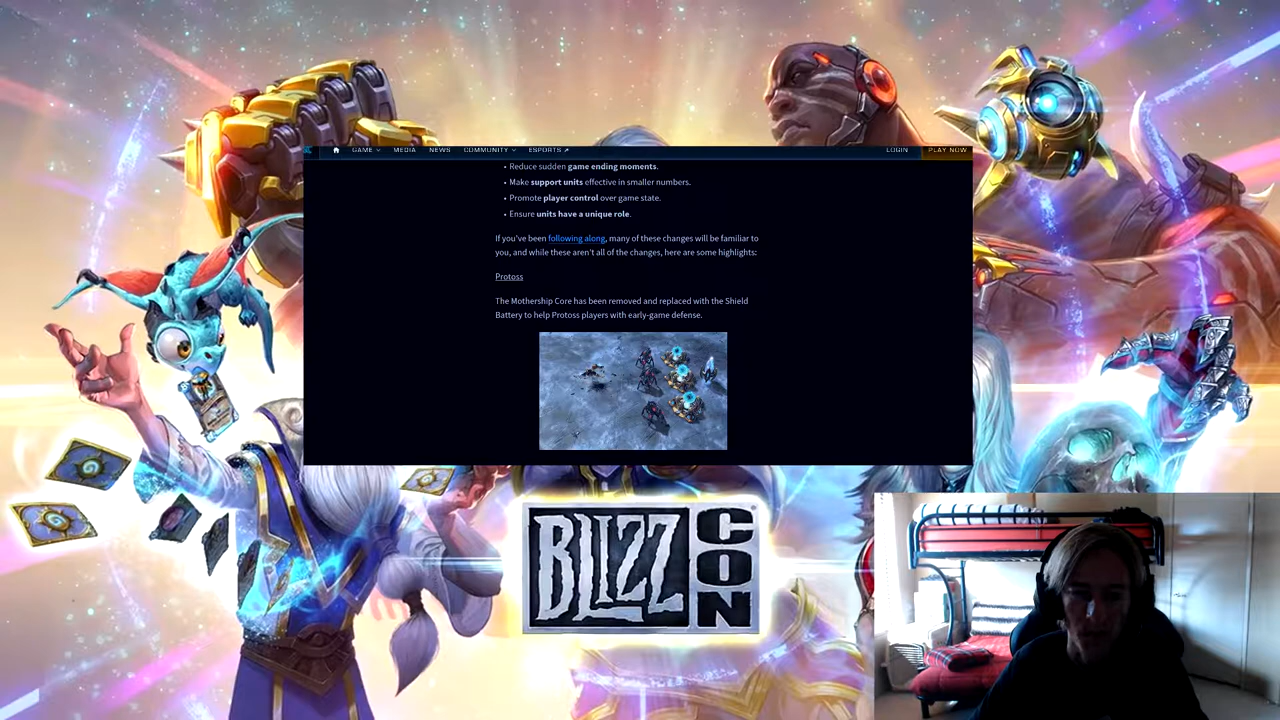 GAME MEDIA NEWS COMMUNITY ESPORTS LOGIN PLAY NOW
• Reduce sudden game ending moments.
• Make support units effective in smaller numbers.
• Promote player control over game state.
• Ensure units have a unique role.
If you've been following along, many of these changes will be familiar to
you, and while these aren't all of the changes, here are some highlights:
Protoss
The Mothership Core has been removed and replaced with the Shield
Battery to help Protoss players with early-game defense.
BLIZZ
CON